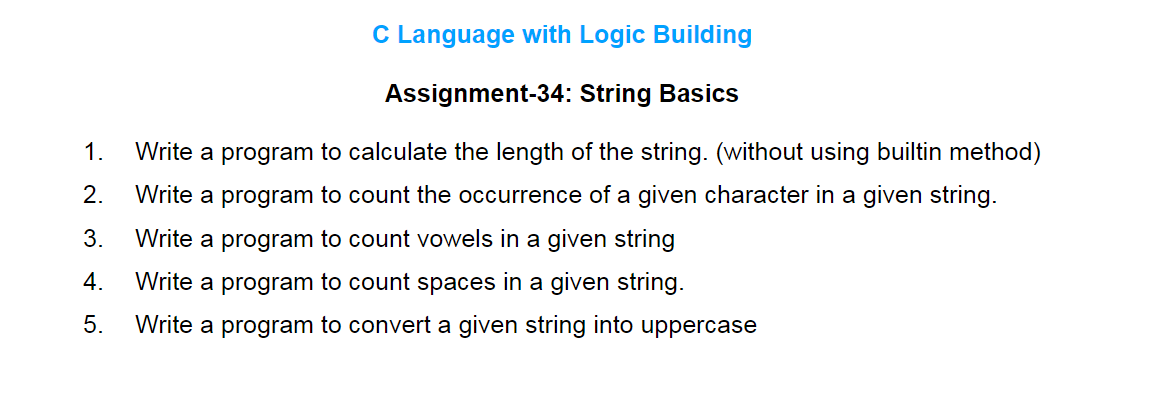 C Language with Logic Building
Assignment-34: String Basics
1. Write a program to calculate the length of the string. (without using builtin method)
2. Write a program to count the occurrence of a given character in a given string.
3. Write a program to count vowels in a given string
4. Write a program to count spaces in a given string.
5. Write a program to convert a given string into uppercase